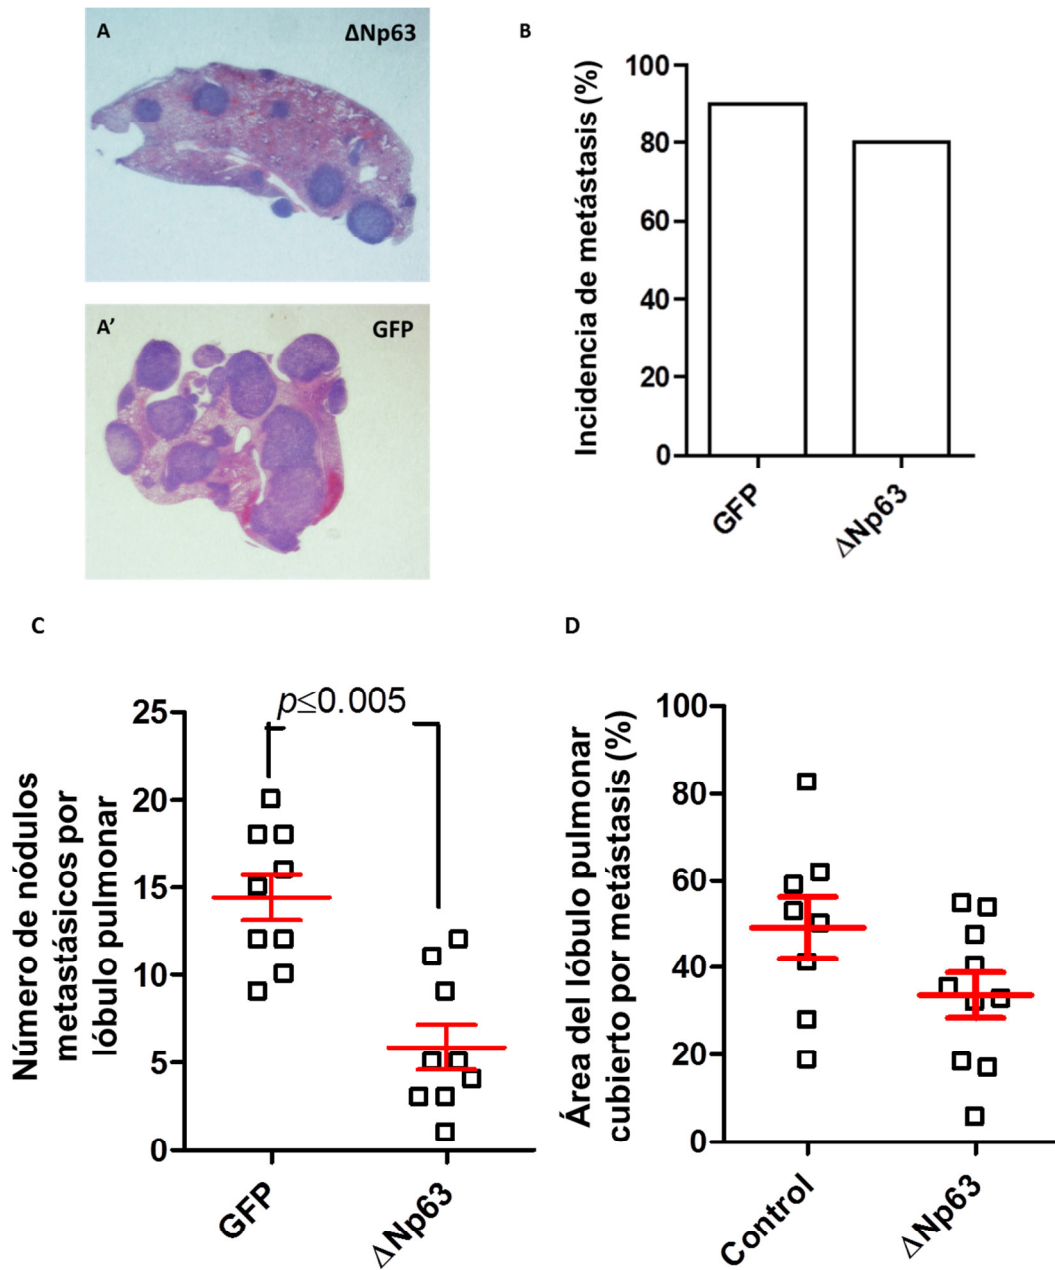 A
ΔNp63
A'
GFP
B
Incidencia de metástasis (%)
100
80
60
40
20
0
GFP
ΔNp63
C
Número de nódulos
metastásicos por
lóbulo pulmonar
25
20
15
10
5
0
p≤0.005
GFP
ΔNp63
D
Área del lóbulo pulmonar
cubierto por metástasis (%)
100
80
60
40
20
0
Control
ΔNp63